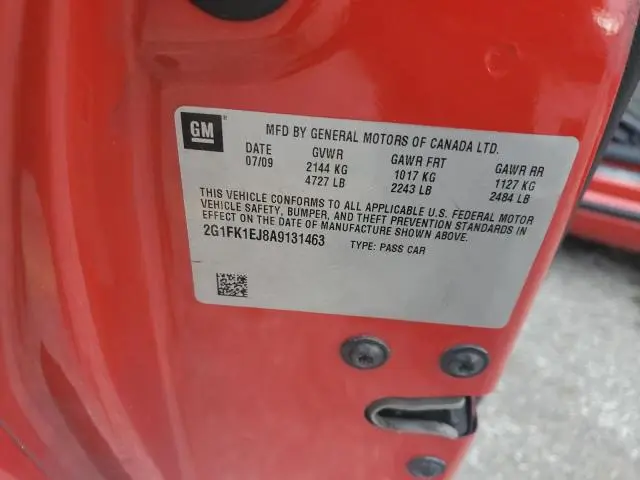 GM
MFD BY GENERAL MOTORS OF CANADA LTD.
DATE GVWR GAWR FRT GAWR RR
07/09 2144 KG 1017 KG 1127 KG
4727 LB 2243 LB 2484 LB
THIS VEHICLE CONFORMS TO ALL APPLICABLE U.S. FEDERAL MOTOR
VEHICLE SAFETY, BUMPER, AND THEFT PREVENTION STANDARDS IN
EFFECT ON THE DATE OF MANUFACTURE SHOWN ABOVE.
2G1FK1EJ8A9131463 TYPE: PASS CAR